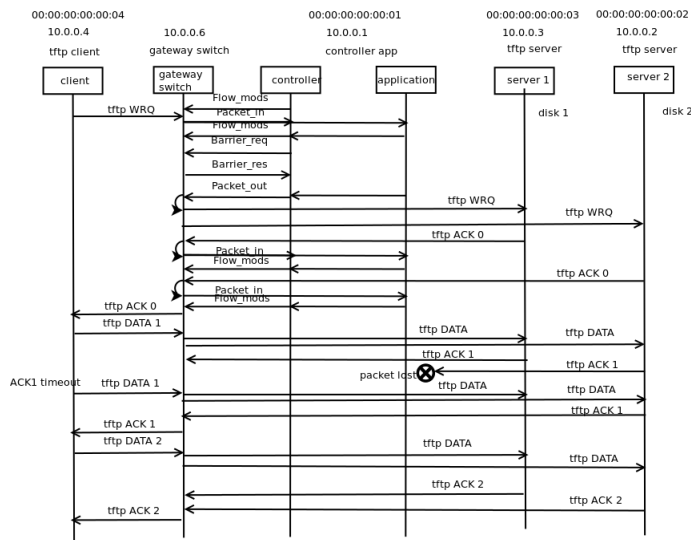 00:00:00:00:00:04 00:00:00:00:00:01 00:00:00:00:00:03 00:00:00:00:00:02
10.0.0.4 10.0.0.6 10.0.0.1 10.0.0.3 10.0.0.2
tftp client gateway switch controller app tftp server tftp server
client gateway switch controller application server 1 server 2
Flow_mods
tftp WRQ Packet_in disk 1 disk 2
Flow_mods
Barrier_req
Barrier_res
Packet_out
tftp WRQ
tftp WRQ
tftp ACK 0
Packet_in
Flow_mods
tftp ACK 0
Packet_in
Flow_mods
tftp ACK 0
tftp DATA 1 tftp DATA tftp DATA
tftp ACK 1
packet lost tftp ACK 1
ACK1 timeout tftp DATA 1 tftp DATA tftp DATA
tftp ACK 1
tftp ACK 1
tftp DATA 2 tftp DATA
tftp DATA
tftp ACK 2
tftp ACK 2
tftp ACK 2